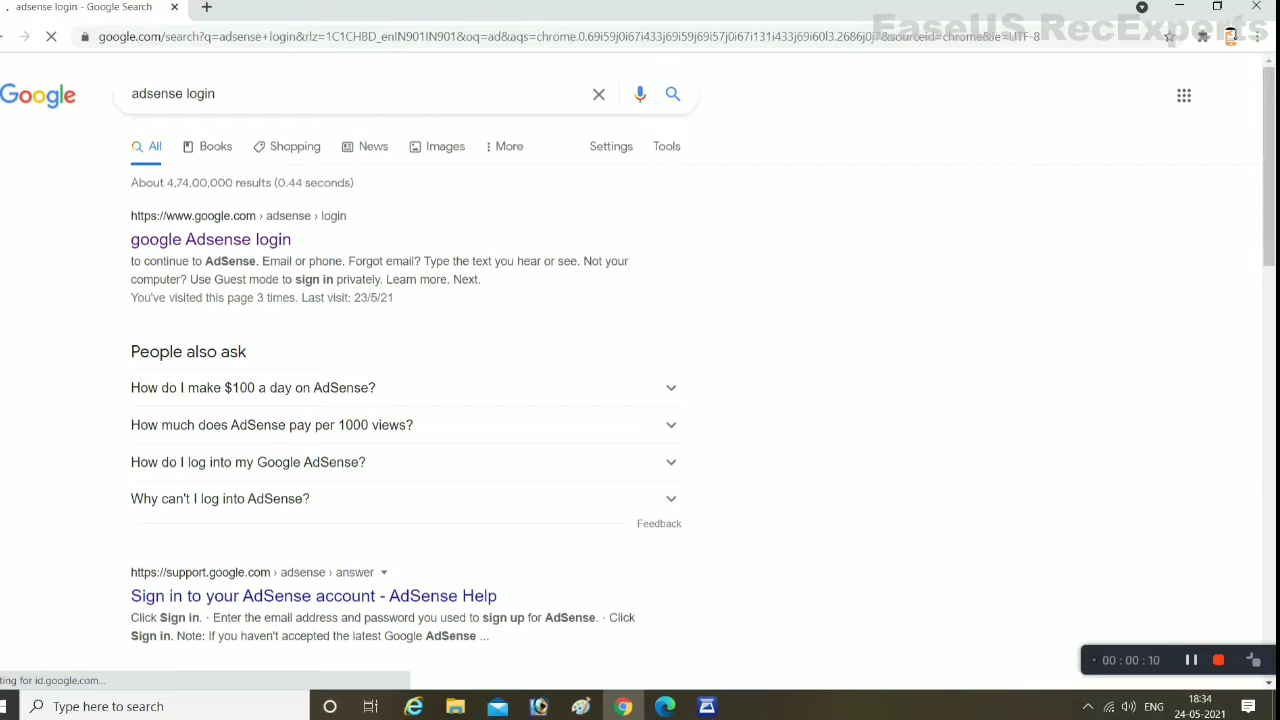 adsense login - Google Search
EaseUS RecExperts
google.com/search?q=adsense+login&rlz=1C1CHBD_enIN901IN901&oq=ad&aqs=chrome.0.69i59j0i67i433j69i59j69i57j0i67i131i433j69i60l3.2686j0j7&sourceid=chrome&ie=UTF-8
Google
adsense login
All Books Shopping News Images More Settings Tools
About 4,74,00,000 results (0.44 seconds)
https://www.google.com › adsense › login
google Adsense login
to continue to AdSense. Email or phone. Forgot email? Type the text you hear or see. Not your
computer? Use Guest mode to sign in privately. Learn more. Next.
You've visited this page 3 times. Last visit: 23/5/21
People also ask
How do I make $100 a day on AdSense?
How much does AdSense pay per 1000 views?
How do I log into my Google AdSense?
Why can't I log into AdSense?
Feedback
https://support.google.com › adsense › answer
Sign in to your AdSense account - AdSense Help
Click Sign in. · Enter the email address and password you used to sign up for AdSense. · Click
Sign in. Note: If you haven't accepted the latest Google AdSense ...
00 : 00 : 10
ting for id.google.com...
Type here to search
ENG
18:34
24-05-2021